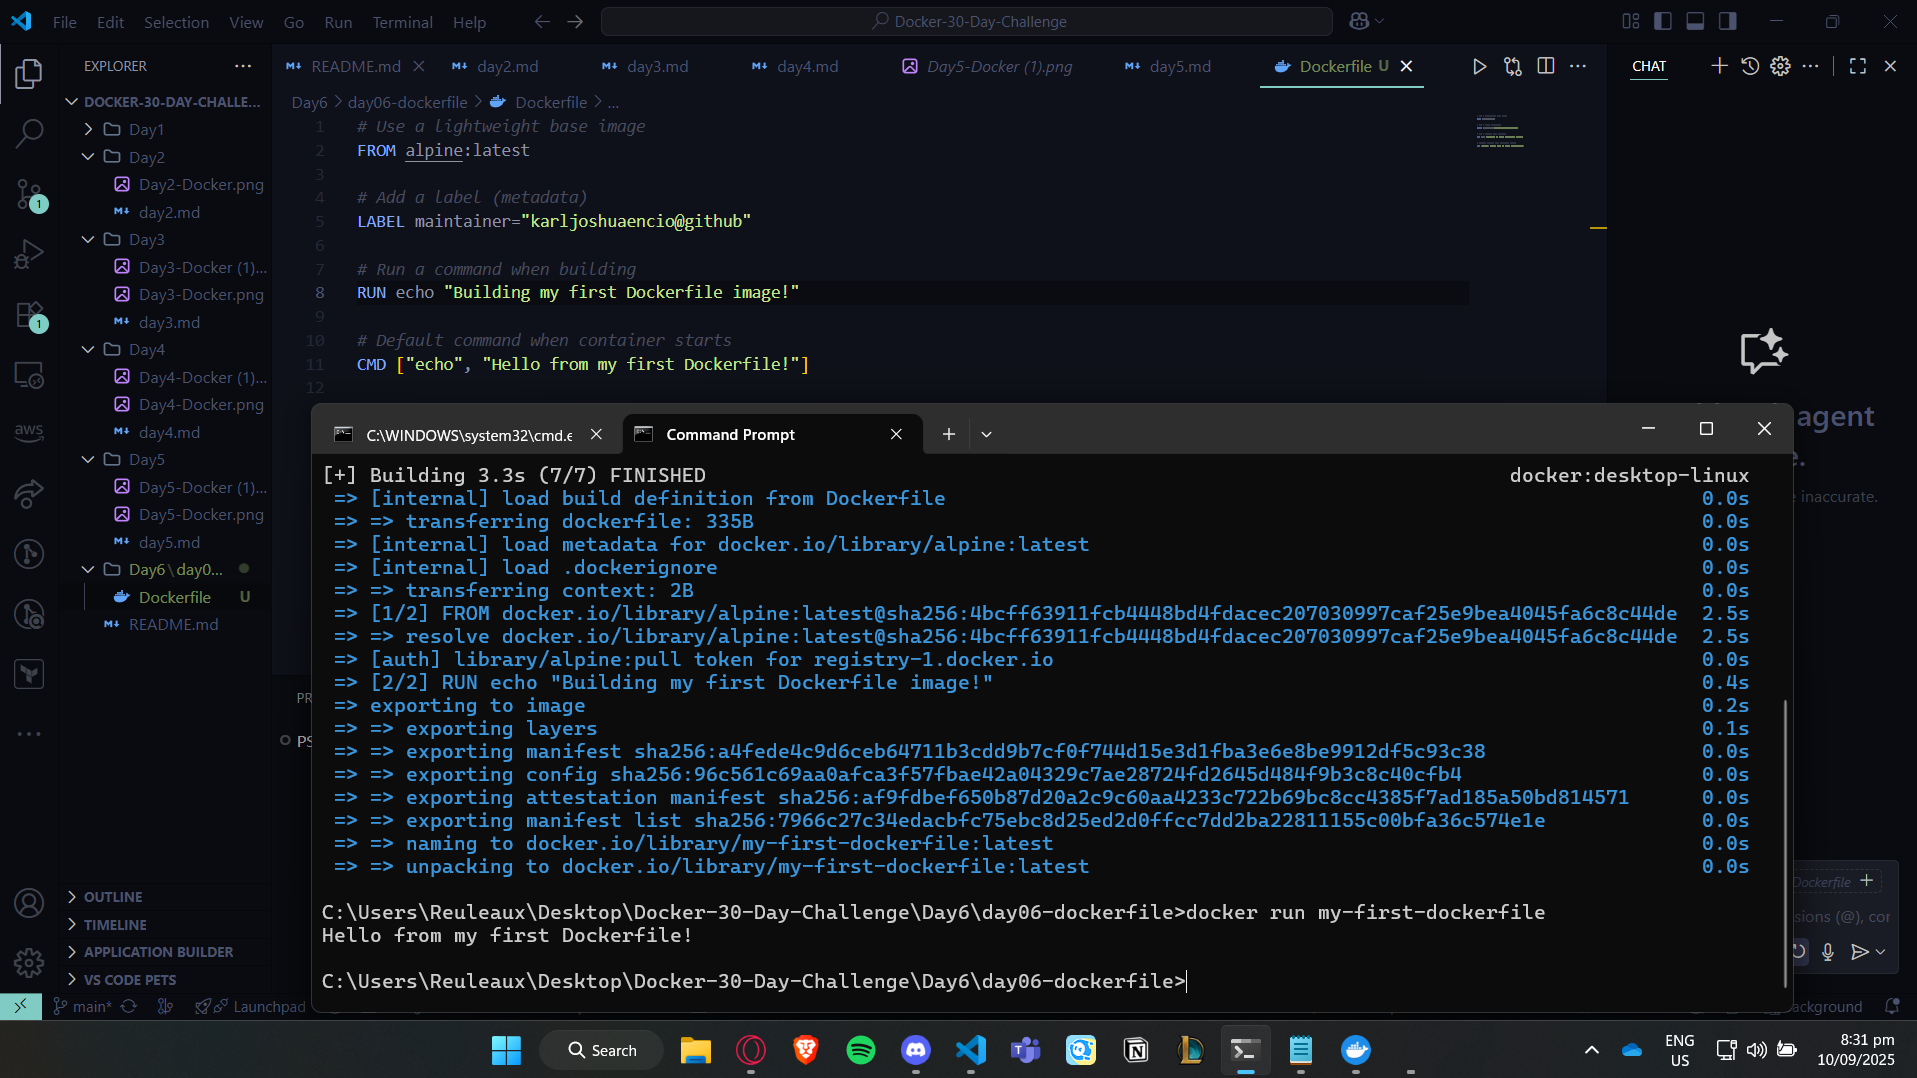 File Edit Selection View Go Run Terminal Help
Docker-30-Day-Challenge
EXPLORER
DOCKER-30-DAY-CHALLE...
Day1
Day2
Day2-Docker.png
day2.md
Day3
Day3-Docker (1)...
Day3-Docker.png
day3.md
Day4
Day4-Docker (1)...
Day4-Docker.png
day4.md
Day5
Day5-Docker (1)...
Day5-Docker.png
day5.md
Day6\day0...
Dockerfile U
README.md
OUTLINE
TIMELINE
APPLICATION BUILDER
VS CODE PETS
1
1
aws
README.md day2.md day3.md day4.md Day5-Docker (1).png day5.md Dockerfile U
Day6 > day06-dockerfile > Dockerfile > ...
1 # Use a lightweight base image
2 FROM alpine:latest
3
4 # Add a label (metadata)
5 LABEL maintainer="karljoshuaencio@github"
6
7 # Run a command when building
8 RUN echo "Building my first Dockerfile image!"
9
10 # Default command when container starts
11 CMD ["echo", "Hello from my first Dockerfile!"]
12
CHAT
agent
e inaccurate.
Dockerfile
PS
C:\WINDOWS\system32\cmd.e
Command Prompt
[+] Building 3.3s (7/7) FINISHED docker:desktop-linux
=> [internal] load build definition from Dockerfile 0.0s
=> => transferring dockerfile: 335B 0.0s
=> [internal] load metadata for docker.io/library/alpine:latest 0.0s
=> [internal] load .dockerignore 0.0s
=> => transferring context: 2B 0.0s
=> [1/2] FROM docker.io/library/alpine:latest@sha256:4bcff63911fcb4448bd4fdacec207030997caf25e9bea4045fa6c8c44de 2.5s
=> => resolve docker.io/library/alpine:latest@sha256:4bcff63911fcb4448bd4fdacec207030997caf25e9bea4045fa6c8c44de 2.5s
=> [auth] library/alpine:pull token for registry-1.docker.io 0.0s
=> [2/2] RUN echo "Building my first Dockerfile image!" 0.4s
=> exporting to image 0.2s
=> => exporting layers 0.1s
=> => exporting manifest sha256:a4fede4c9d6ceb64711b3cdd9b7cf0f744d15e3d1fba3e6e8be9912df5c93c38 0.0s
=> => exporting config sha256:96c561c69aa0afca3f57fbae42a04329c7ae28724fd2645d484f9b3c8c40cfb4 0.0s
=> => exporting attestation manifest sha256:af9fdbef650b87d20a2c9c60aa4233c722b69bc8cc4385f7ad185a50bd814571 0.0s
=> => exporting manifest list sha256:7966c27c34edacbfc75ebc8d25ed2d0ffcc7dd2ba22811155c00bfa36c574e1e 0.0s
=> => naming to docker.io/library/my-first-dockerfile:latest 0.0s
=> => unpacking to docker.io/library/my-first-dockerfile:latest 0.0s
C:\Users\Reuleaux\Desktop\Docker-30-Day-Challenge\Day6\day06-dockerfile>docker run my-first-dockerfile
Hello from my first Dockerfile!
C:\Users\Reuleaux\Desktop\Docker-30-Day-Challenge\Day6\day06-dockerfile>
main* Launchpad
Search
ENG
US
8:31 pm
10/09/2025